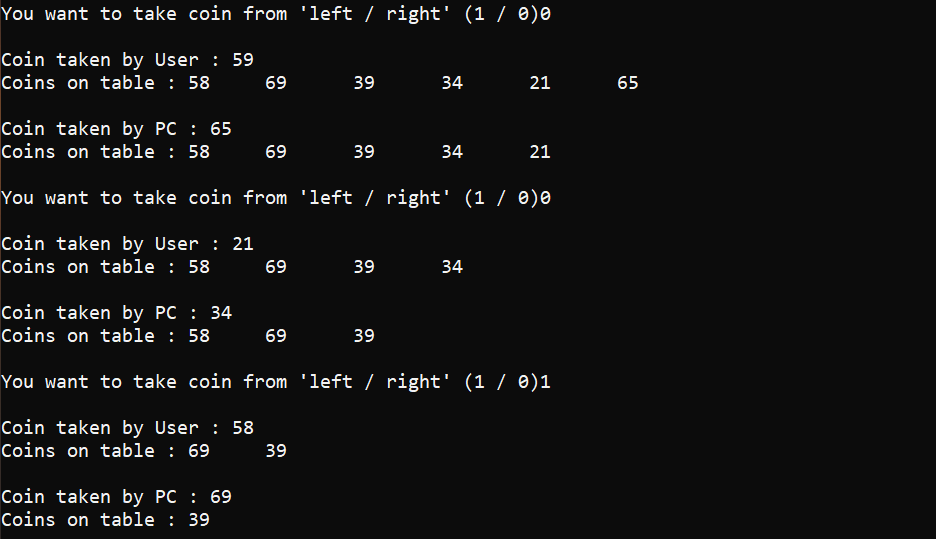 You want to take coin from 'left / right' (1 / 0)0
Coin taken by User : 59
Coins on table : 58 69 39 34 21 65
Coin taken by PC : 65
Coins on table : 58 69 39 34 21
You want to take coin from 'left / right' (1 / 0)0
Coin taken by User : 21
Coins on table : 58 69 39 34
Coin taken by PC : 34
Coins on table : 58 69 39
You want to take coin from 'left / right' (1 / 0)1
Coin taken by User : 58
Coins on table : 69 39
Coin taken by PC : 69
Coins on table : 39